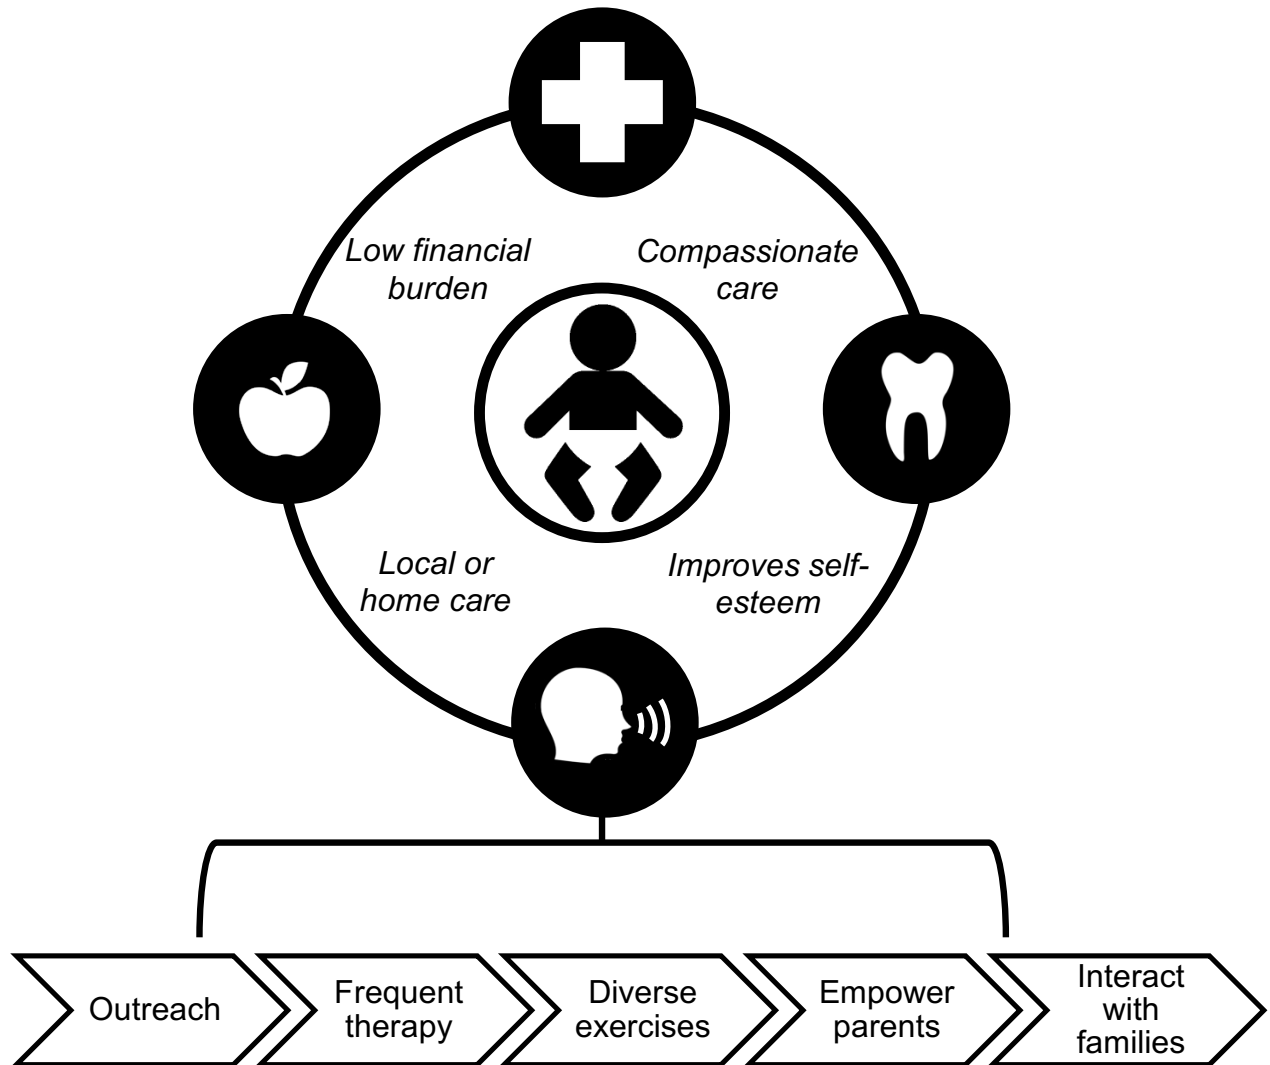 Low financial
burden
Compassionate
care
Local or
home care
Improves self-
esteem
Outreach
Frequent
therapy
Diverse
exercises
Empower
parents
Interact
with
families